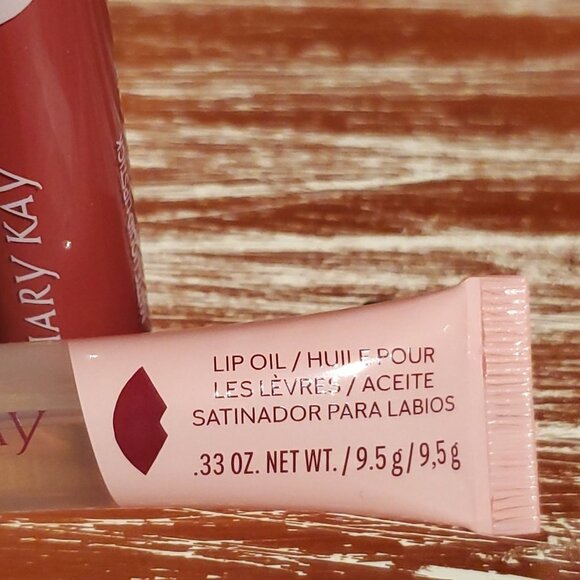 MARY KAY
LIP OIL / HUILE POUR
LES LÈVRES / ACEITE
SATINADOR PARA LABIOS
.33 OZ. NET WT. / 9.5 g/9,5g